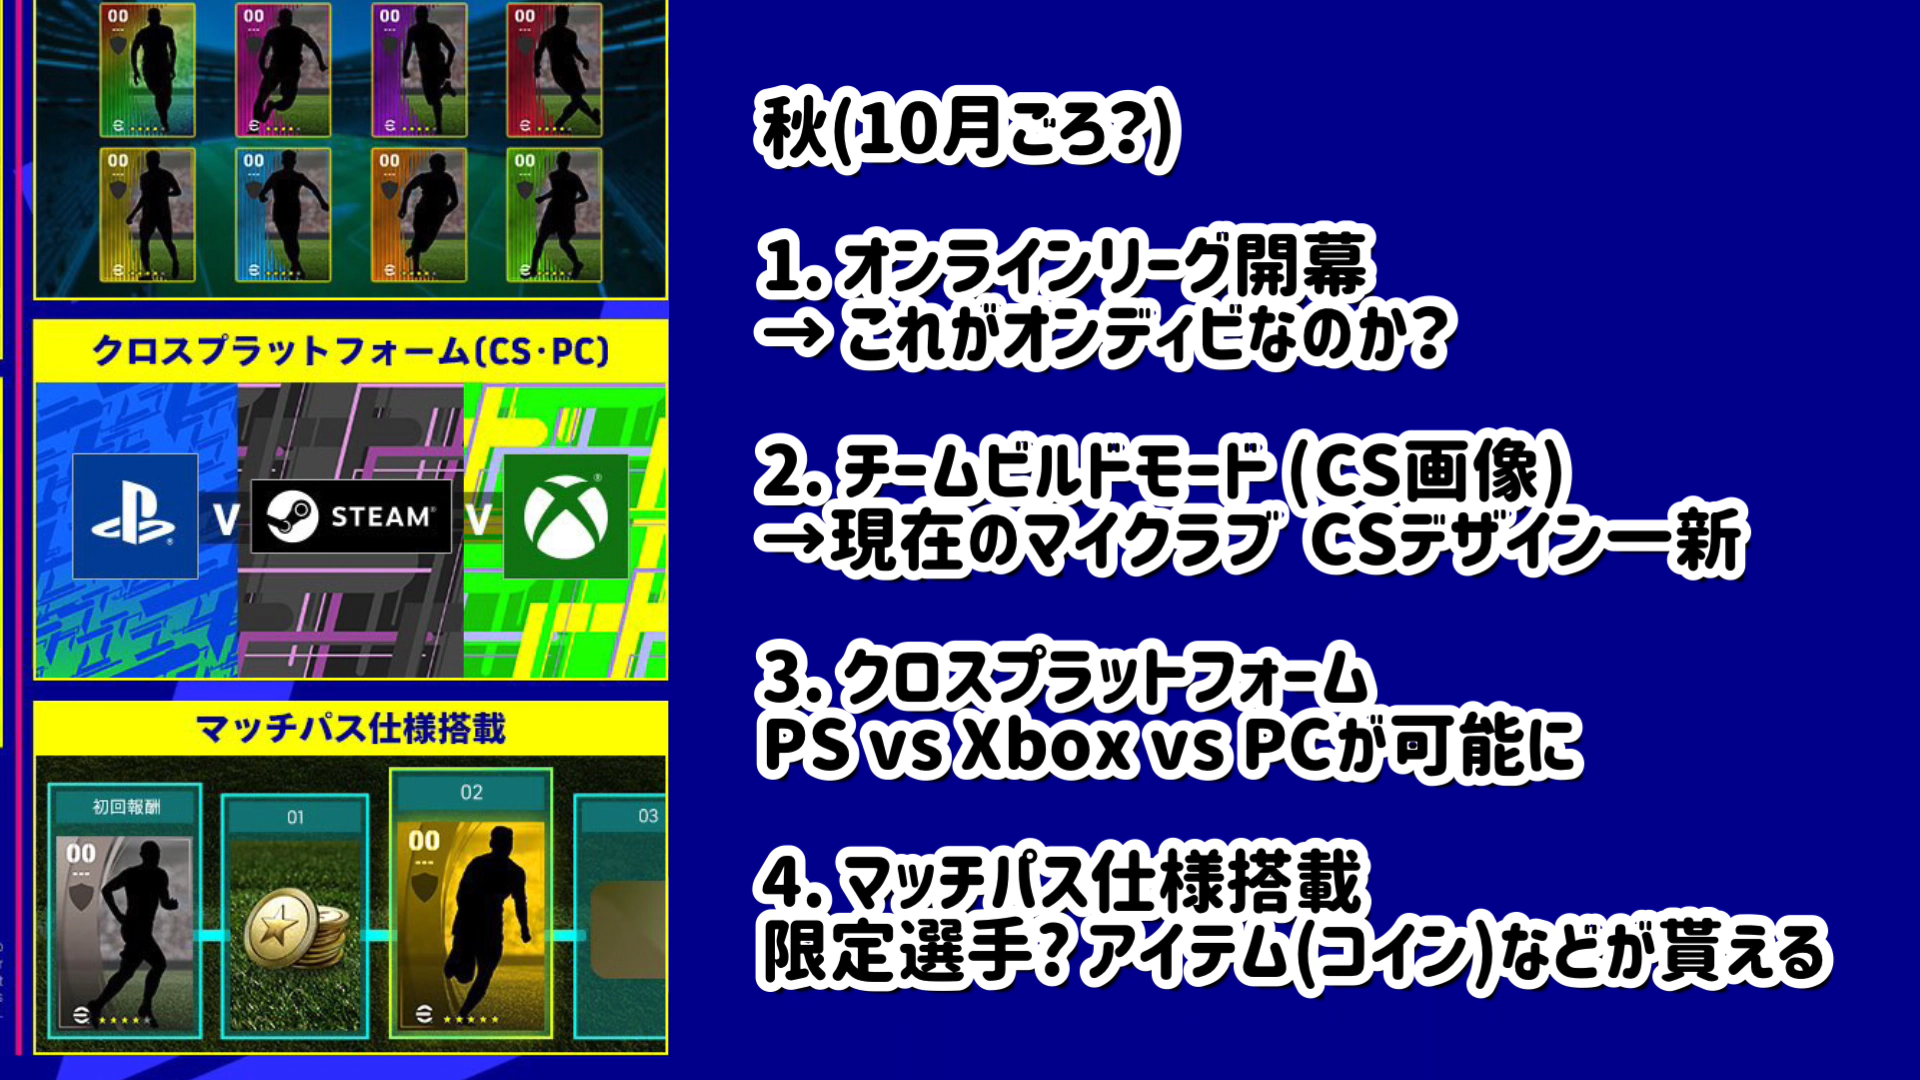 00
00
00
00
00
00
00
00
クロスプラットフォーム(CS·PC)
V
STEAM®
V
マッチパス仕様搭載
初回報酬
00
01
02
00
03
秋(10月ごろ?)
1. オンラインリーグ開幕
→ これがオンディビなのか?
2. チームビルドモード (CS画像)
→現在のマイクラブ CSデザイン一新
3. クロスプラットフォーム
PS vs Xbox vs PCが可能に
4. マッチパス仕様搭載
限定選手? アイテム(コイン)などが貰える